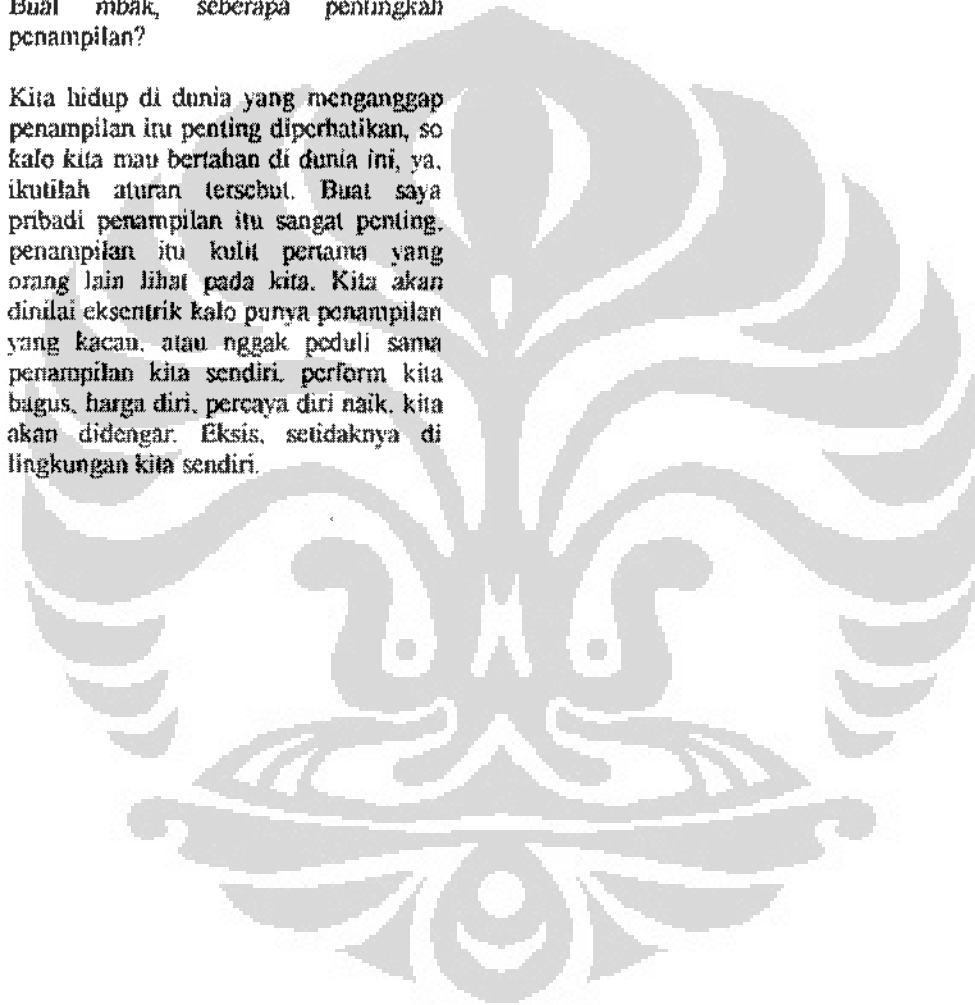 Buat mbak, seberapa pentingkah
penampilan?
Kita hidup di dunia yang menganggap
penampilan itu penting diperhatikan, so
kalo kita mau bertahan di dunia ini, ya,
ikutilah aturan tersebut. Buat saya
pribadi penampilan itu sangat penting,
penampilan itu kulit pertama yang
orang lain lihat pada kita. Kita akan
dinilai eksentrik kalo punya penampilan
yang kacau, atau nggak peduli sama
penampilan kita sendiri. perform kita
bagus, harga diri, percaya diri naik, kita
akan didengar. Eksis, setidaknya di
lingkungan kita sendiri.